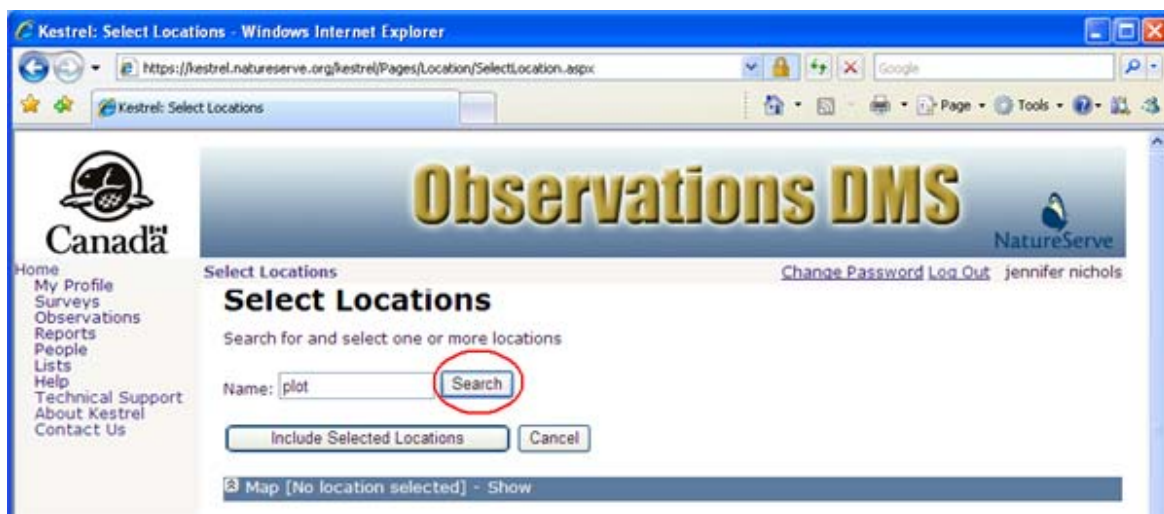 Kestrel: Select Locations - Windows Internet Explorer
https://kestrel.natureserve.org/kestrel/Pages/Location/SelectLocation.aspx
Google
Kestrel: Select Locations
Page
Tools
Observations DMS
Canada
NatureServe
Home
My Profile
Surveys
Observations
Reports
People
Lists
Help
Technical Support
About Kestrel
Contact Us
Select Locations
Change Password Log Out jennifer nichols
Select Locations
Search for and select one or more locations
Name: plot Search
Include Selected Locations Cancel
Map [No location selected] - Show